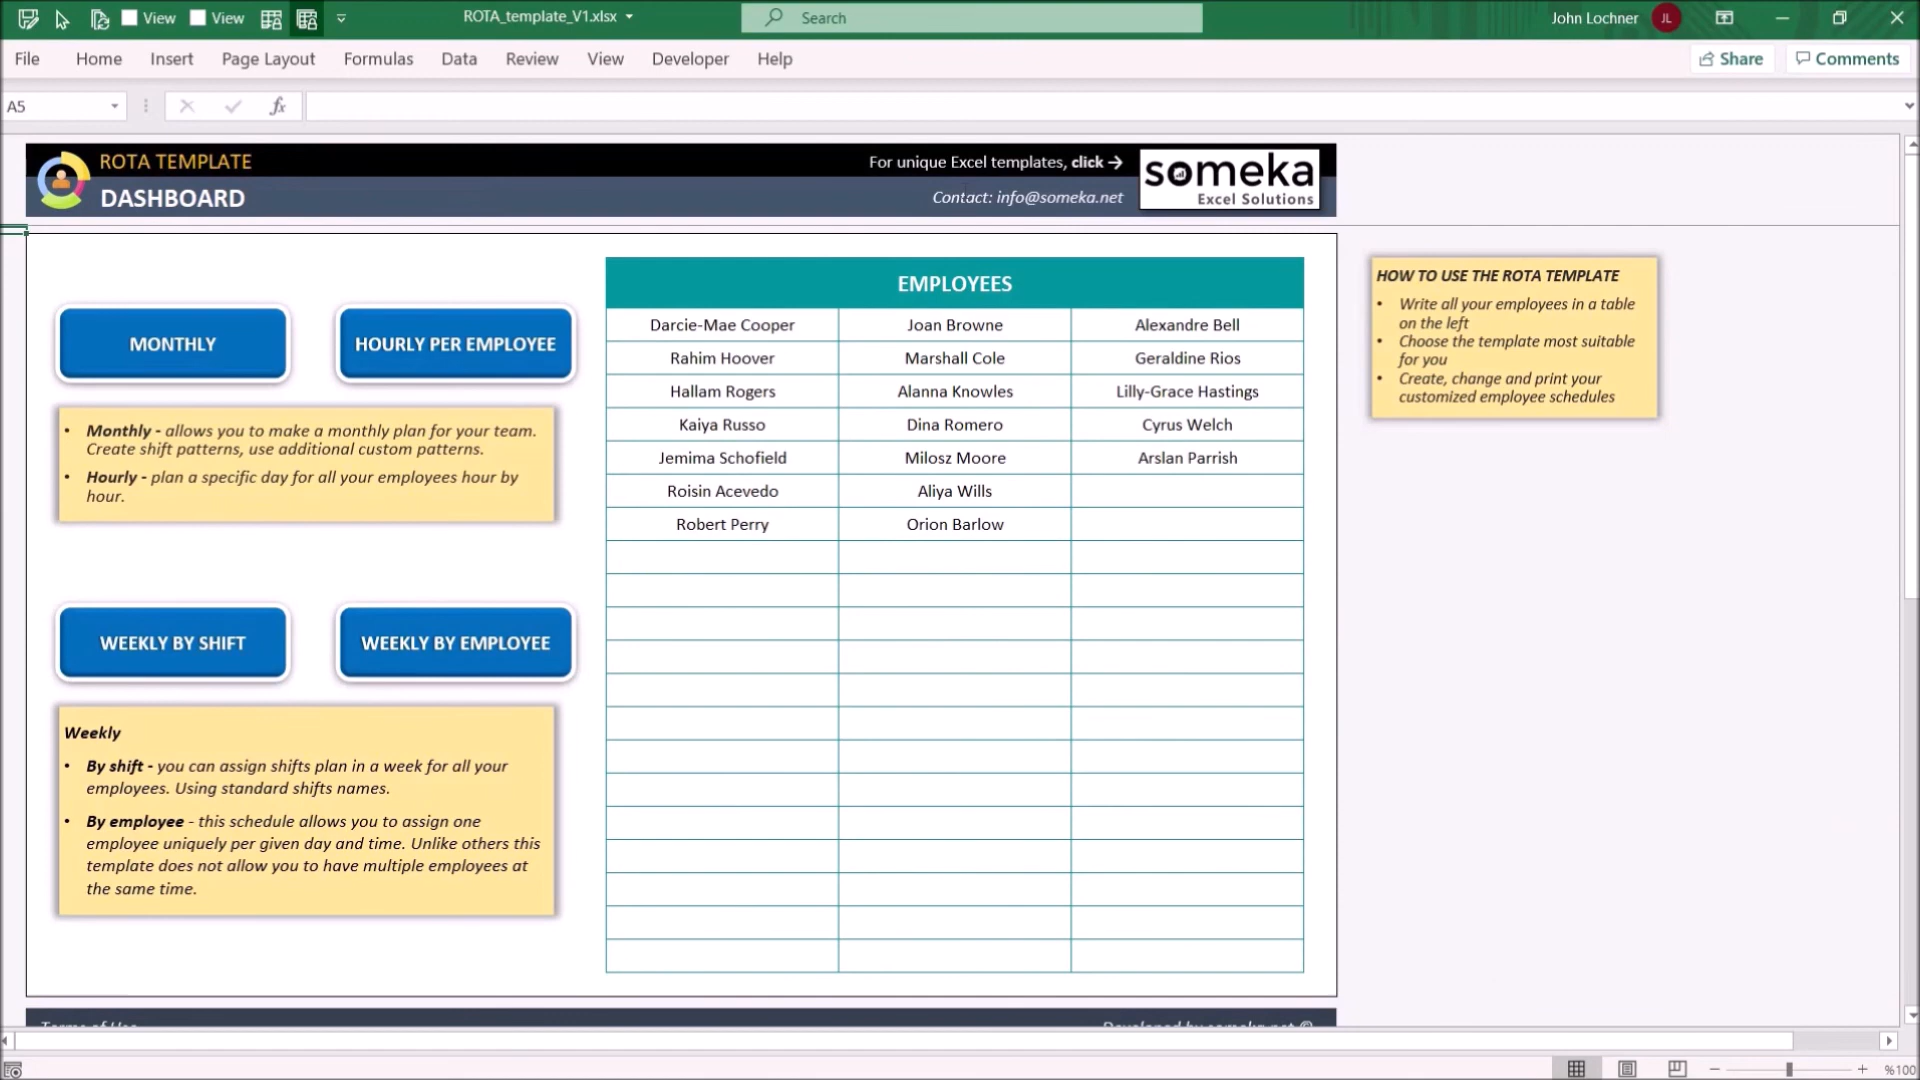 View
View
ROTA_template_V1.xlsx
Search
John Lochner
JL
File
Home
Insert
Page Layout
Formulas
Data
Review
View
Developer
Help
Share
Comments
A5
fx
ROTA TEMPLATE
DASHBOARD
For unique Excel templates, click →
Contact: info@someka.net
someka
Excel Solutions
MONTHLY
HOURLY PER EMPLOYEE
• Monthly - allows you to make a monthly plan for your team.
Create shift patterns, use additional custom patterns.
• Hourly - plan a specific day for all your employees hour by
hour.
WEEKLY BY SHIFT
WEEKLY BY EMPLOYEE
Weekly
• By shift - you can assign shifts plan in a week for all your
employees. Using standard shifts names.
• By employee - this schedule allows you to assign one
employee uniquely per given day and time. Unlike others this
template does not allow you to have multiple employees at
the same time.
EMPLOYEES
Darcie-Mae Cooper Joan Browne Alexandre Bell
Rahim Hoover Marshall Cole Geraldine Rios
Hallam Rogers Alanna Knowles Lilly-Grace Hastings
Kaiya Russo Dina Romero Cyrus Welch
Jemima Schofield Milosz Moore Arslan Parrish
Roisin Acevedo Aliya Wills
Robert Perry Orion Barlow
HOW TO USE THE ROTA TEMPLATE
• Write all your employees in a table
on the left
• Choose the template most suitable
for you
• Create, change and print your
customized employee schedules
Terms of Use
Developed by someka.net ©
%100